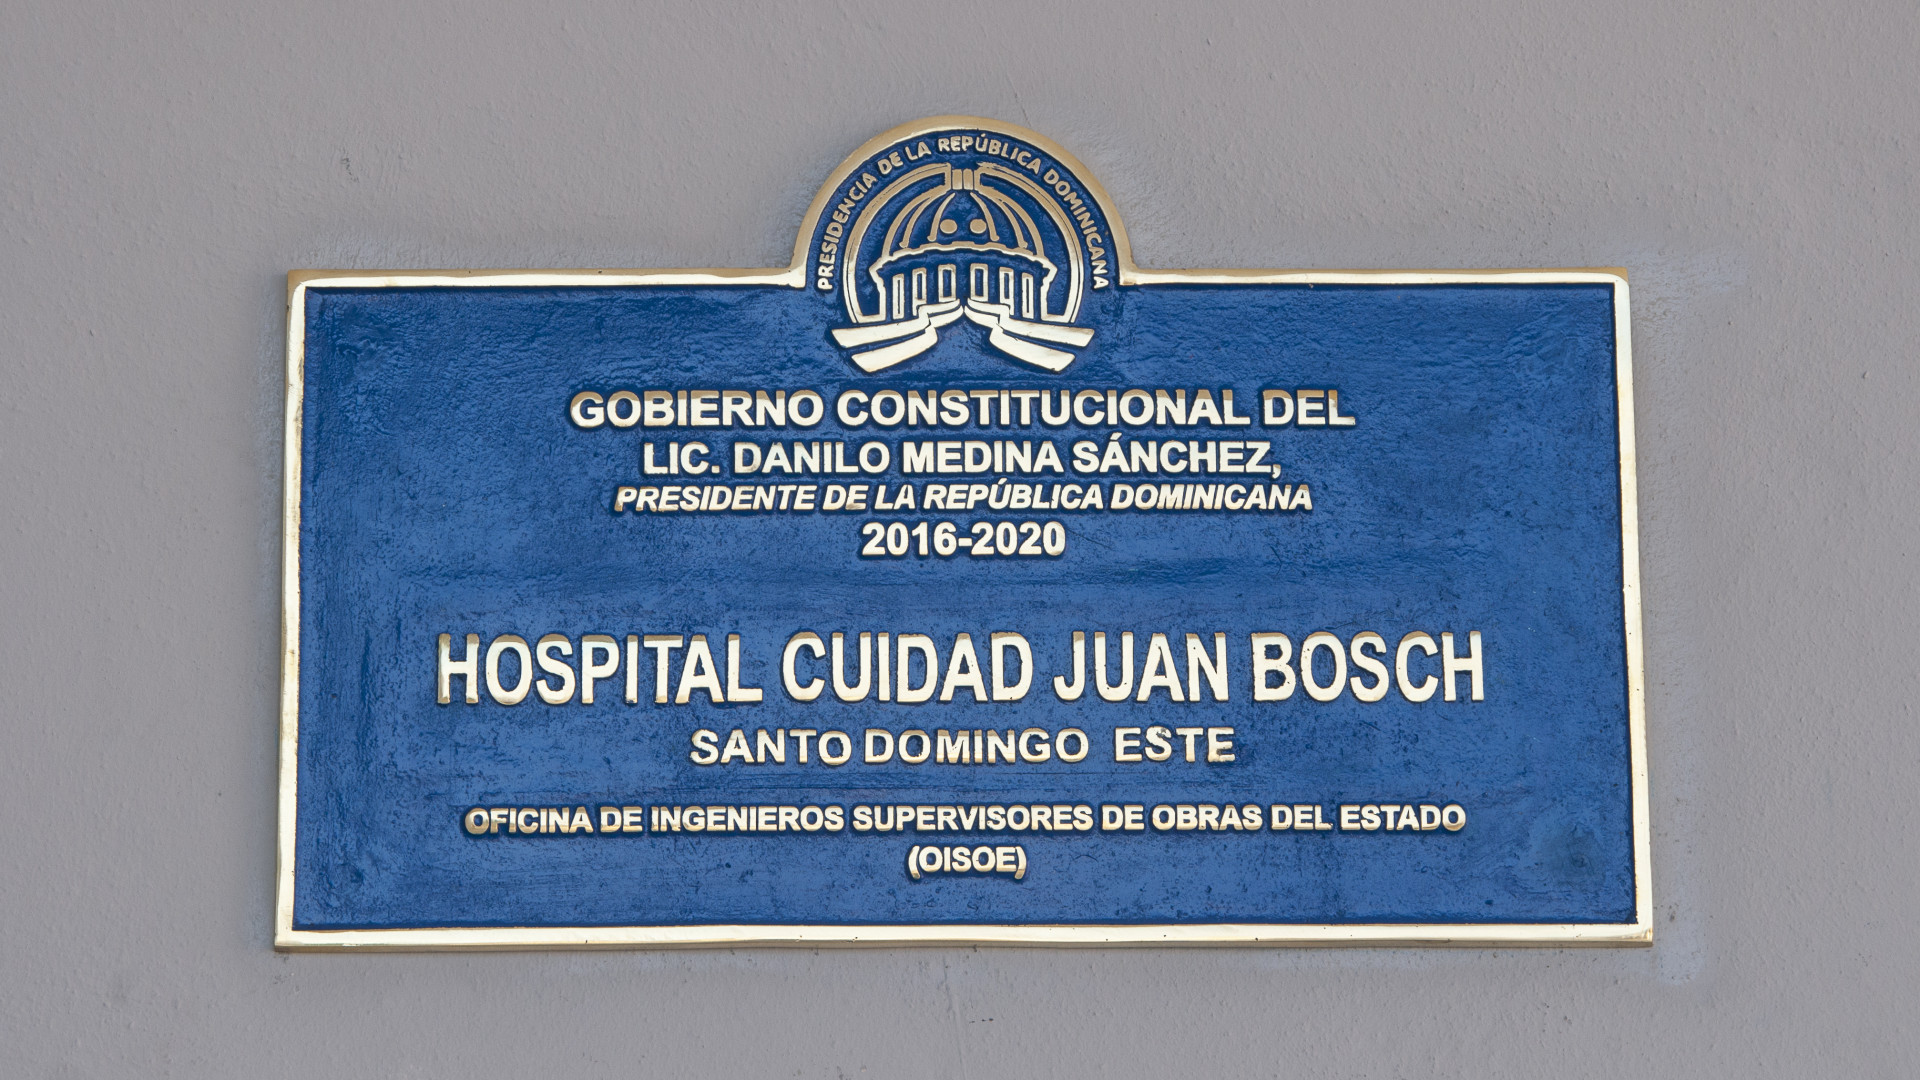 PRESIDENCIA DE LA REPÚBLICA DOMINICANA
GOBIERNO CONSTITUCIONAL DEL
LIC. DANILO MEDINA SÁNCHEZ,
PRESIDENTE DE LA REPÚBLICA DOMINICANA
2016-2020
HOSPITAL CUIDAD JUAN BOSCH
SANTO DOMINGO ESTE
OFICINA DE INGENIEROS SUPERVISORES DE OBRAS DEL ESTADO
(OISOE)